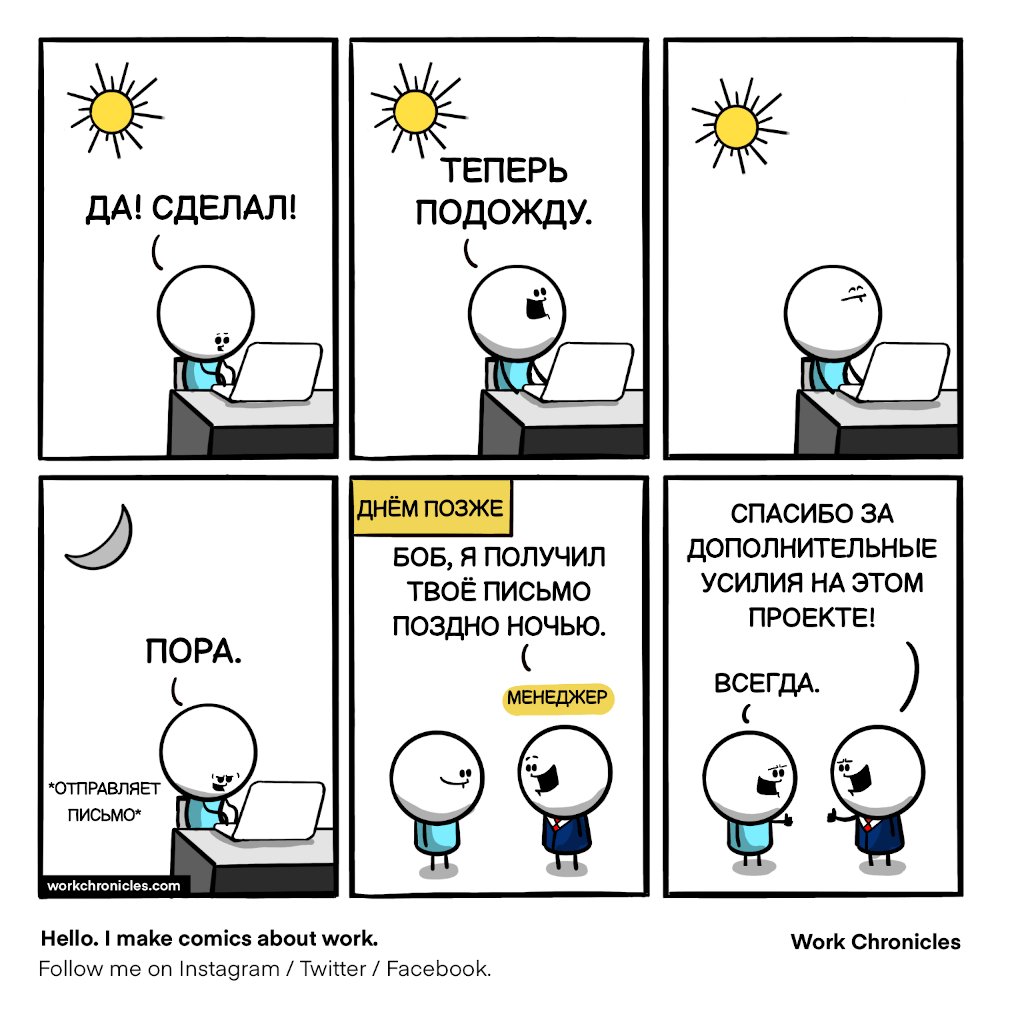 ДА! СДЕЛАЛ!
ТЕПЕРЬ
ПОДОЖДУ.
ПОРА.
*ОТПРАВЛЯЕТ
ПИСЬМО*
workchronicles.com
ДНЁМ ПОЗЖЕ
БОБ, Я ПОЛУЧИЛ
ТВОЁ ПИСЬМО
ПОЗДНО НОЧЬЮ.
МЕНЕДЖЕР
СПАСИБО ЗА
ДОПОЛНИТЕЛЬНЫЕ
УСИЛИЯ НА ЭТОМ
ПРОЕКТЕ!
ВСЕГДА.
Hello. I make comics about work.
Follow me on Instagram / Twitter / Facebook.
Work Chronicles